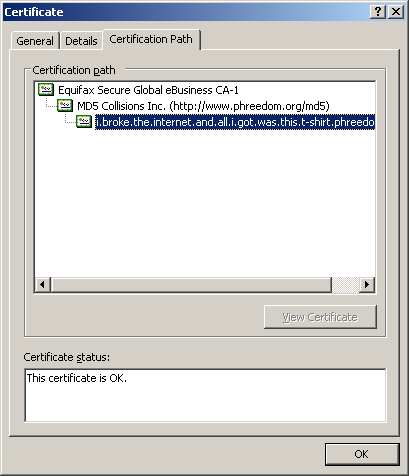 Certificate
General Details Certification Path
Certification path
Equifax Secure Global eBusiness CA-1
MD5 Collisions Inc. (http://www.phreedom.org/md5)
i.broke.the.internet.and.all.i.got.was.this.t-shirt.phreedo
View Certificate
Certificate status:
This certificate is OK.
OK